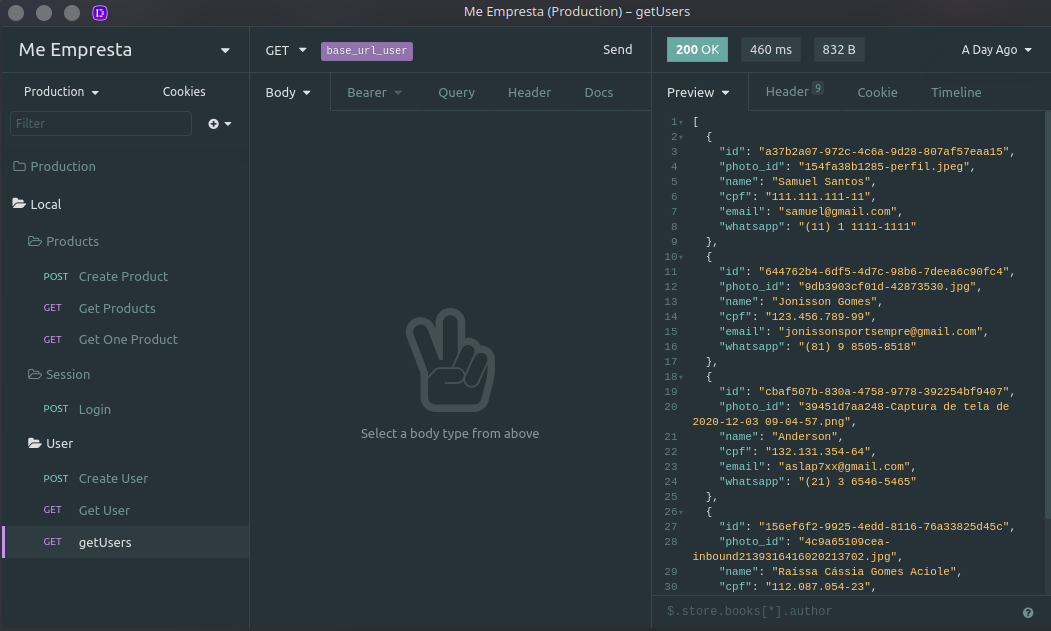 Me Empresta (Production) – getUsers
Me Empresta
GET base_url_user Send
200 OK 460 ms 832 B A Day Ago
Production Cookies
Body Bearer Query Header Docs
Preview Header 9 Cookie Timeline
Filter
Production
Local
Products
POST Create Product
GET Get Products
GET Get One Product
Session
POST Login
User
POST Create User
GET Get User
GET getUsers
Select a body type from above
1 [
2 {
3 "id": "a37b2a07-972c-4c6a-9d28-807af57eaa15",
4 "photo_id": "154fa38b1285-perfil.jpeg",
5 "name": "Samuel Santos",
6 "cpf": "111.111.111-11",
7 "email": "samuel@gmail.com",
8 "whatsapp": "(11) 1 1111-1111"
9 },
10 {
11 "id": "644762b4-6df5-4d7c-98b6-7deea6c90fc4",
12 "photo_id": "9db3903cf01d-42873530.jpg",
13 "name": "Jonisson Gomes",
14 "cpf": "123.456.789-99",
15 "email": "jonissonsportsempre@gmail.com",
16 "whatsapp": "(81) 9 8505-8518"
17 },
18 {
19 "id": "cbaf507b-830a-4758-9778-392254bf9407",
20 "photo_id": "39451d7aa248-Captura de tela de
2020-12-03 09-04-57.png",
21 "name": "Anderson",
22 "cpf": "132.131.354-64",
23 "email": "aslap7xx@gmail.com",
24 "whatsapp": "(21) 3 6546-5465"
25 },
26 {
27 "id": "156ef6f2-9925-4edd-8116-76a33825d45c",
28 "photo_id": "4c9a65109cea-
inbound2139316416020213702.jpg",
29 "name": "Raíssa Cássia Gomes Aciole",
30 "cpf": "112.087.054-23",
$.store.books[*].author